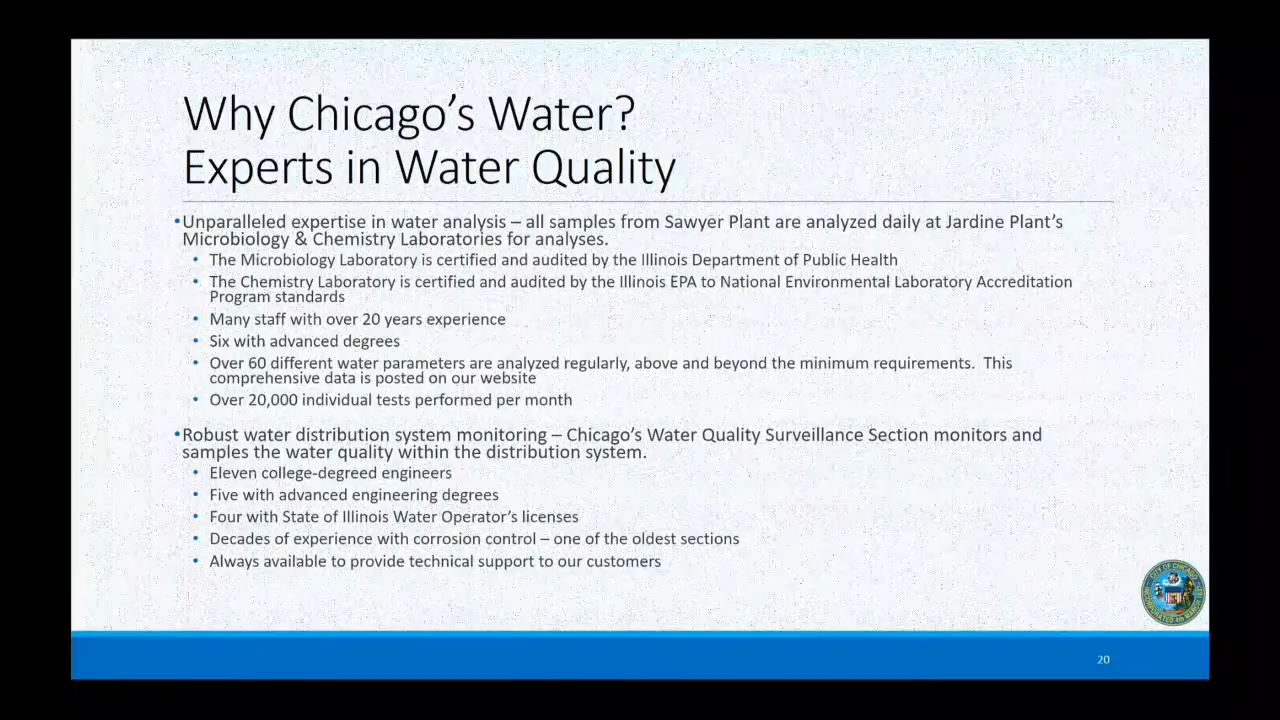 Why Chicago's Water?
Experts in Water Quality
•Unparalleled expertise in water analysis – all samples from Sawyer Plant are analyzed daily at Jardine Plant's
Microbiology & Chemistry Laboratories for analyses.
• The Microbiology Laboratory is certified and audited by the Illinois Department of Public Health
• The Chemistry Laboratory is certified and audited by the Illinois EPA to National Environmental Laboratory Accreditation
Program standards
• Many staff with over 20 years experience
• Six with advanced degrees
• Over 60 different water parameters are analyzed regularly, above and beyond the minimum requirements.  This
comprehensive data is posted on our website
• Over 20,000 individual tests performed per month
•Robust water distribution system monitoring – Chicago's Water Quality Surveillance Section monitors and
samples the water quality within the distribution system.
• Eleven college-degreed engineers
• Five with advanced engineering degrees
• Four with State of Illinois Water Operator's licenses
• Decades of experience with corrosion control – one of the oldest sections
• Always available to provide technical support to our customers
CITY OF CHICAGO
INCORPORATED 4th MARCH
20